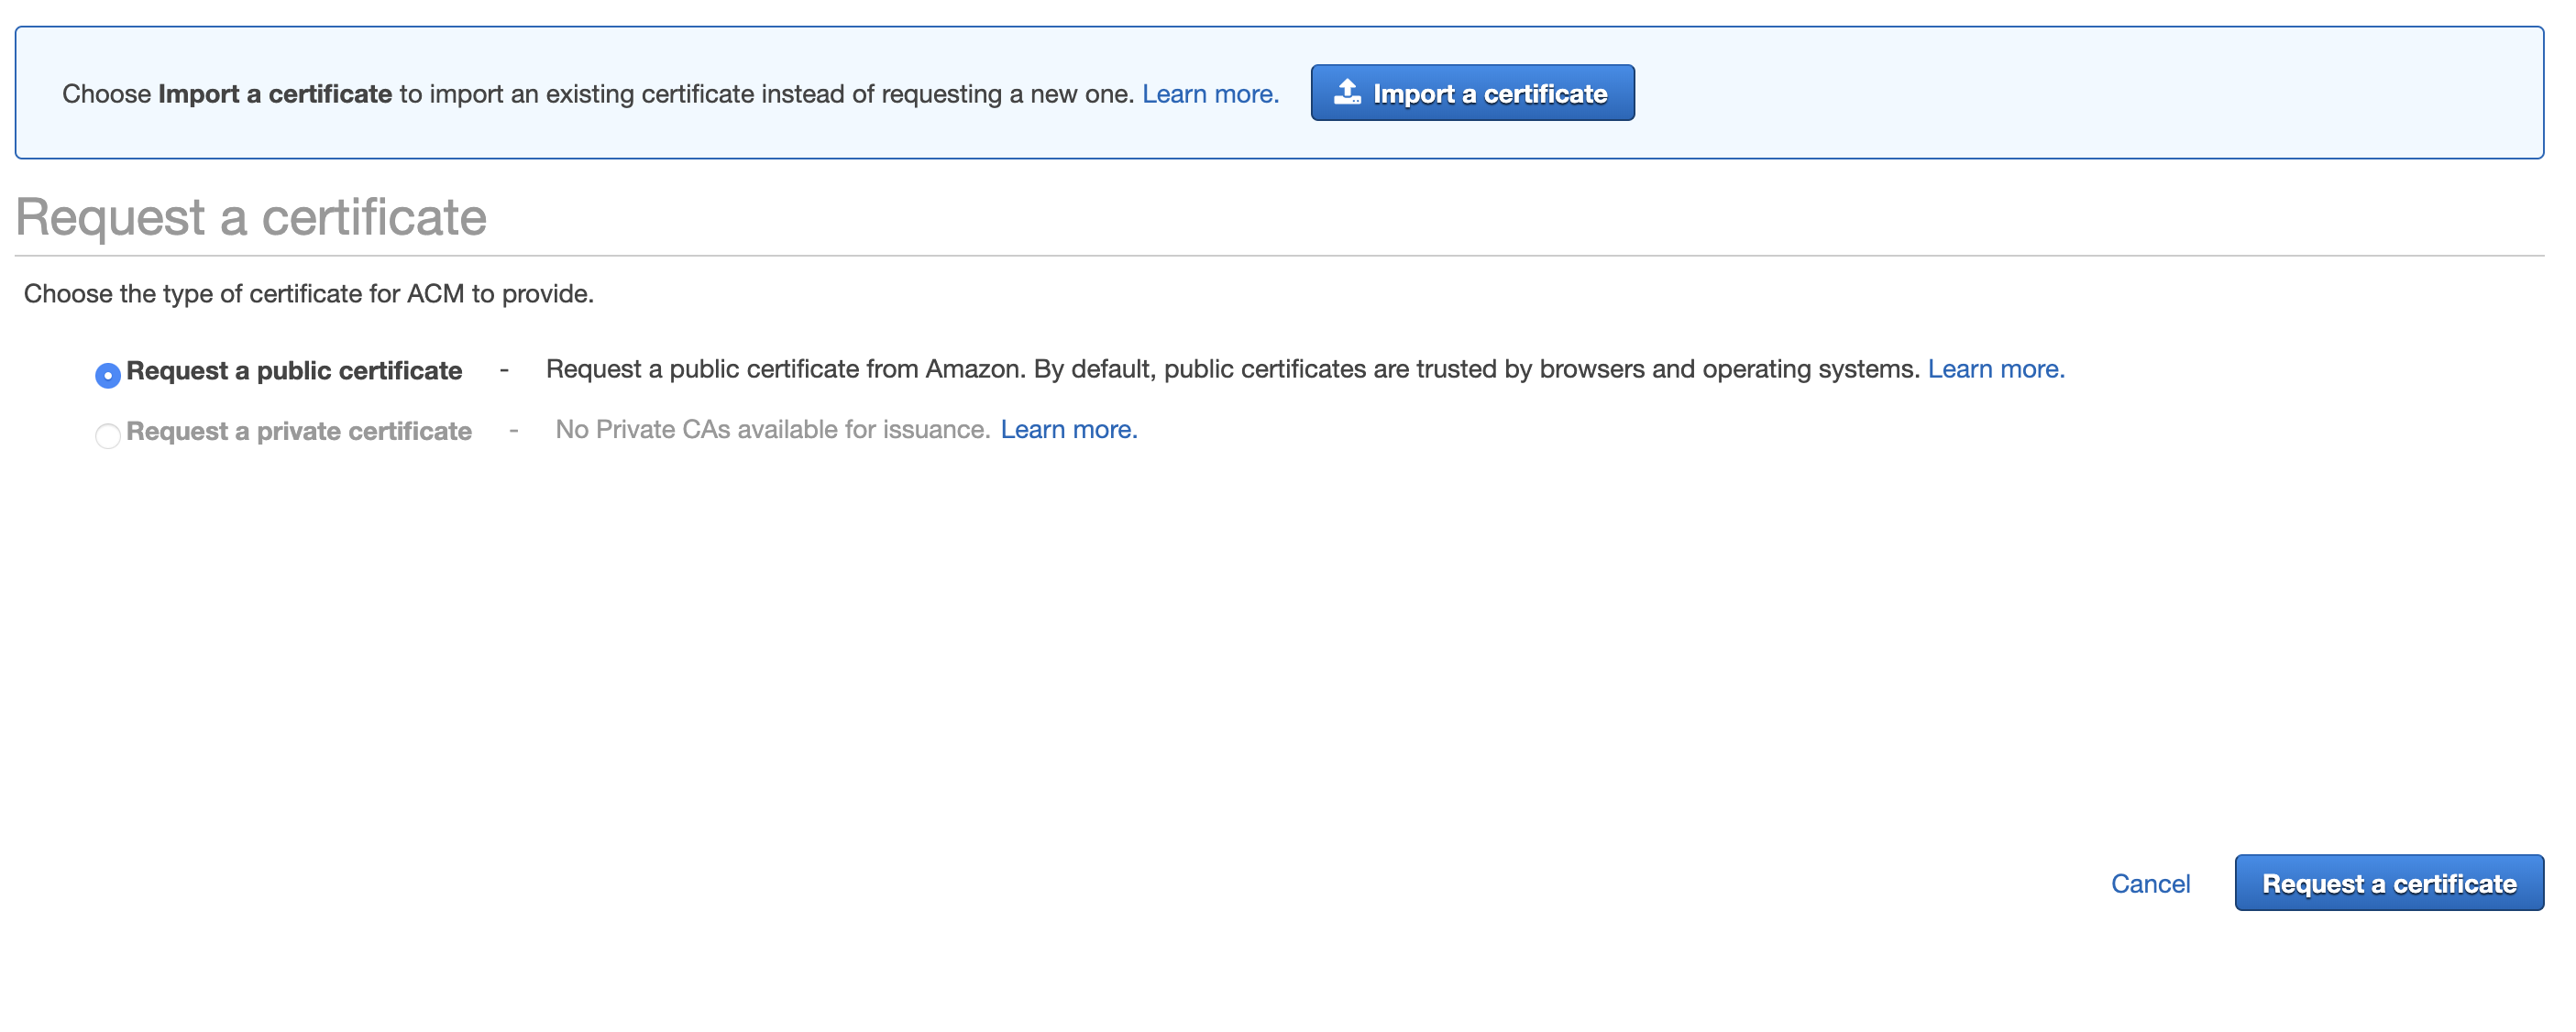 Choose Import a certificate to import an existing certificate instead of requesting a new one. Learn more. Import a certificate
Request a certificate
Choose the type of certificate for ACM to provide.
Request a public certificate - Request a public certificate from Amazon. By default, public certificates are trusted by browsers and operating systems. Learn more.
Request a private certificate - No Private CAs available for issuance. Learn more.
Cancel Request a certificate